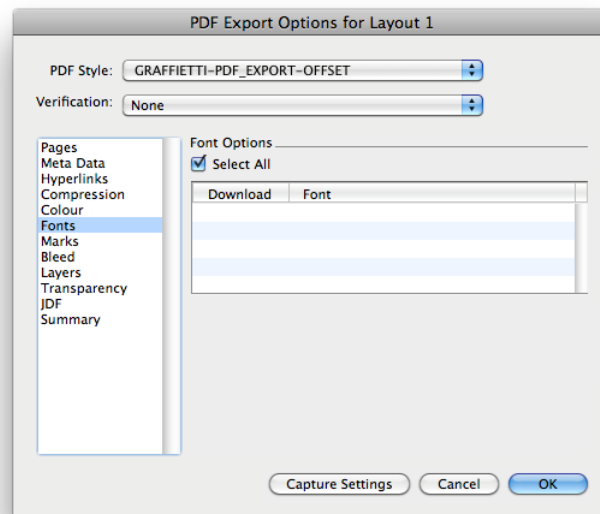 PDF Export Options for Layout 1
PDF Style: GRAFFIETTI-PDF_EXPORT-OFFSET
Verification: None
Pages
Meta Data
Hyperlinks
Compression
Colour
Fonts
Marks
Bleed
Layers
Transparency
JDF
Summary
Font Options
Select All
Download Font
Capture Settings Cancel OK